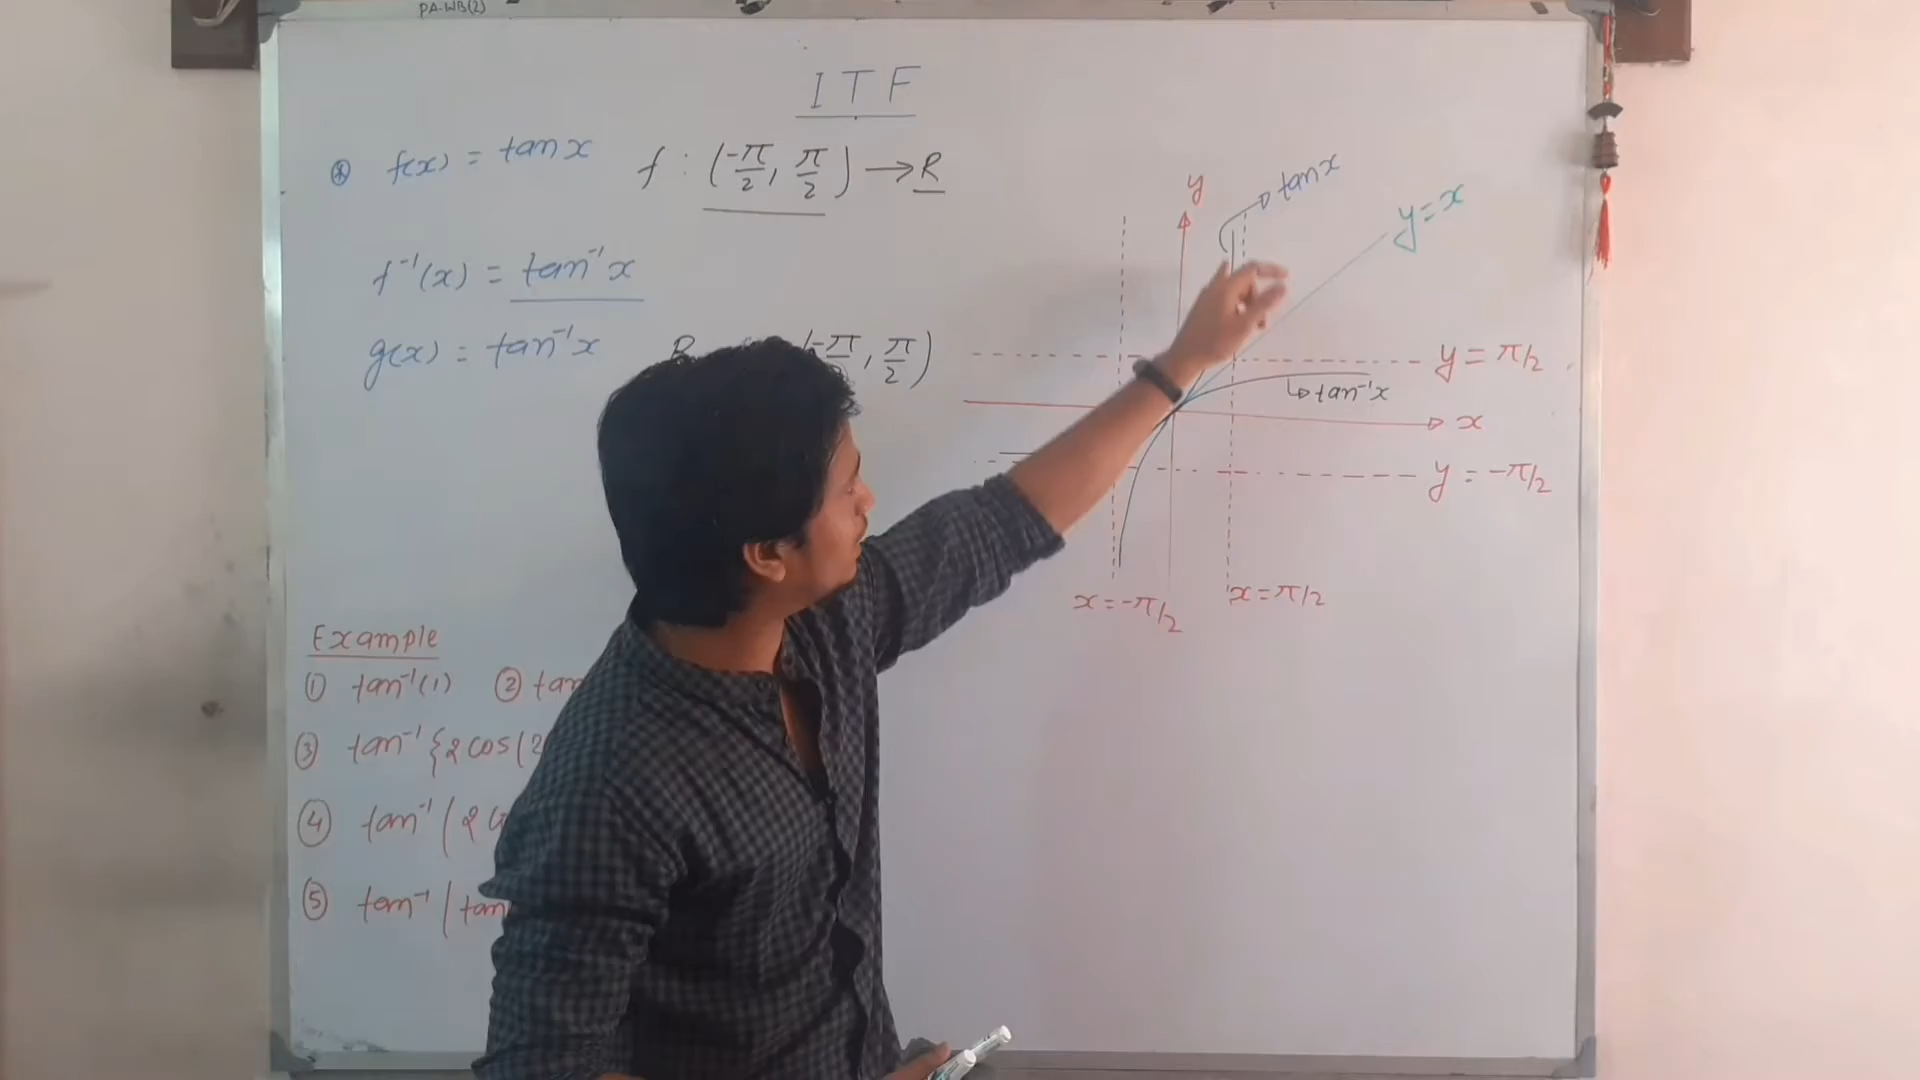 PA-WB(2)
ITF
⊛ f(x) = tan x f : (-π/2, π/2) → R
f⁻¹(x) = tan⁻¹x
g(x) = tan⁻¹x R (-π/2, π/2)
y
tan x
y = x
y = π/2
tan⁻¹x
x
y = -π/2
x = -π/2
x = π/2
Example
① tan⁻¹(1) ② tan
③ tan⁻¹{2cos(2
④ tan⁻¹(2
⑤ tan⁻¹(tan